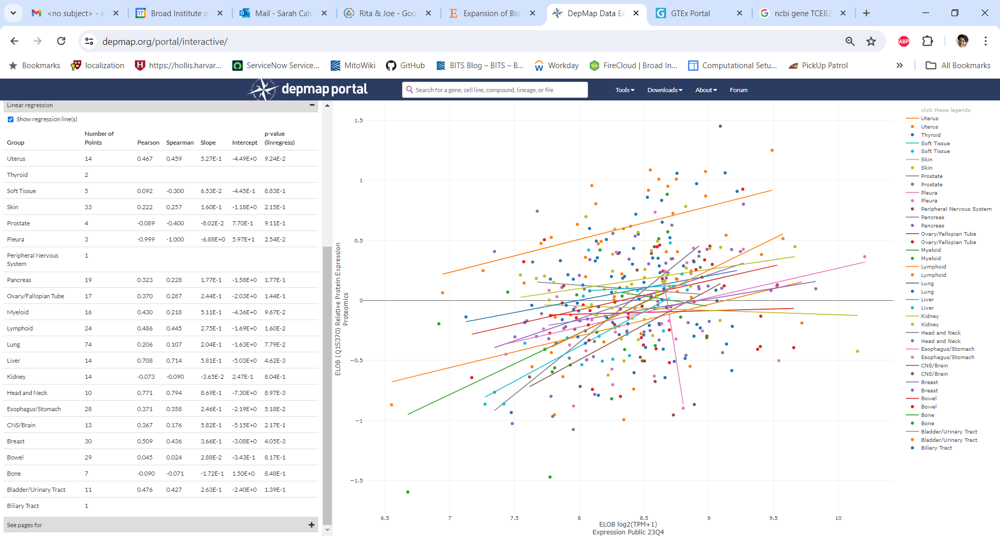 <no subject> - s
Broad Institute o
Mail - Sarah Calv
Rita & Joe - Goo
Expansion of Bio
DepMap Data Ex
GTEx Portal
ncbi gene TCEB2
depmap.org/portal/interactive/
ABP
Bookmarks
localization
https://hollis.harvar...
ServiceNow Service...
MitoWiki
GitHub
BITS Blog – BITS – B...
Workday
FireCloud | Broad In...
Computational Setu...
PickUp Patrol
All Bookmarks
depmap portal
Search for a gene, cell line, compound, lineage, or file
Tools
Downloads
About
Forum
Linear regression
Show regression line(s)
Group Number of Points Pearson Spearman Slope Intercept p-value (linregress)
Uterus 14 0.467 0.459 5.27E-1 -4.49E+0 9.24E-2
Thyroid 2
Soft Tissue 5 0.092 -0.300 6.53E-2 -4.45E-1 8.83E-1
Skin 33 0.222 0.257 1.60E-1 -1.18E+0 2.15E-1
Prostate 4 -0.089 -0.400 -8.02E-2 7.70E-1 9.11E-1
Pleura 3 -0.999 -1.000 -6.88E+0 5.97E+1 2.54E-2
Peripheral Nervous System 1
Pancreas 19 0.323 0.228 1.77E-1 -1.58E+0 1.77E-1
Ovary/Fallopian Tube 17 0.370 0.287 2.44E-1 -2.03E+0 1.44E-1
Myeloid 16 0.430 0.218 5.11E-1 -4.36E+0 9.67E-2
Lymphoid 24 0.486 0.445 2.75E-1 -1.69E+0 1.60E-2
Lung 74 0.206 0.107 2.04E-1 -1.63E+0 7.79E-2
Liver 14 0.708 0.714 5.81E-1 -5.03E+0 4.62E-3
Kidney 14 -0.073 -0.090 -3.65E-2 2.47E-1 8.04E-1
Head and Neck 10 0.771 0.794 8.69E-1 -7.30E+0 8.97E-3
Esophagus/Stomach 28 0.371 0.358 2.46E-1 -2.19E+0 5.18E-2
CNS/Brain 13 0.367 0.176 5.82E-1 -5.15E+0 2.17E-1
Breast 30 0.509 0.436 3.66E-1 -3.08E+0 4.05E-3
Bowel 29 0.045 0.024 2.88E-2 -3.43E-1 8.17E-1
Bone 7 -0.090 -0.071 -1.72E-1 1.50E+0 8.48E-1
Bladder/Urinary Tract 11 0.476 0.427 2.63E-1 -2.40E+0 1.39E-1
Biliary Tract 1
See pages for
ELOB (Q15370) Relative Protein Expression
Proteomics
1.5
1
0.5
0
−0.5
−1
−1.5
6.5 7 7.5 8 8.5 9 9.5 10
ELOB log2(TPM+1)
Expression Public 23Q4
click these legends
Uterus
Uterus
Thyroid
Soft Tissue
Soft Tissue
Skin
Skin
Prostate
Prostate
Pleura
Pleura
Peripheral Nervous System
Pancreas
Pancreas
Ovary/Fallopian Tube
Ovary/Fallopian Tube
Myeloid
Myeloid
Lymphoid
Lymphoid
Lung
Lung
Liver
Liver
Kidney
Kidney
Head and Neck
Head and Neck
Esophagus/Stomach
Esophagus/Stomach
CNS/Brain
CNS/Brain
Breast
Breast
Bowel
Bowel
Bone
Bone
Bladder/Urinary Tract
Bladder/Urinary Tract
Biliary Tract